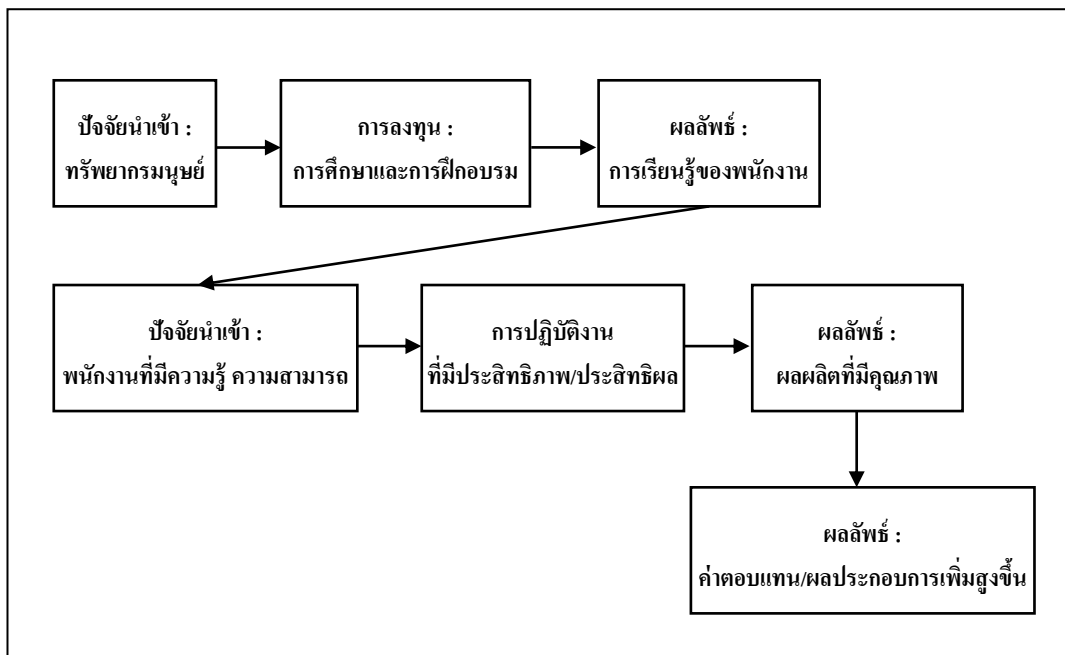 ปัจจัยนำเข้า :
ทรัพยากรมนุษย์
การลงทุน :
การศึกษาและการฝึกอบรม
ผลลัพธ์ :
การเรียนรู้ของพนักงาน
ปัจจัยนำเข้า :
พนักงานที่มีความรู้ ความสามารถ
การปฏิบัติงาน
ที่มีประสิทธิภาพ/ประสิทธิผล
ผลลัพธ์ :
ผลผลิตที่มีคุณภาพ
ผลลัพธ์ :
ค่าตอบแทน/ผลประกอบการเพิ่มสูงขึ้น